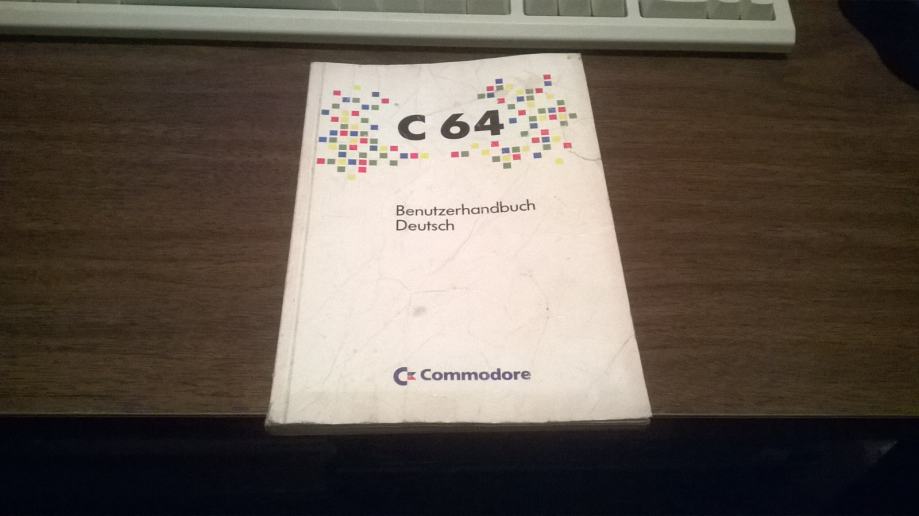 C 64
Benutzerhandbuch
Deutsch
Commodore